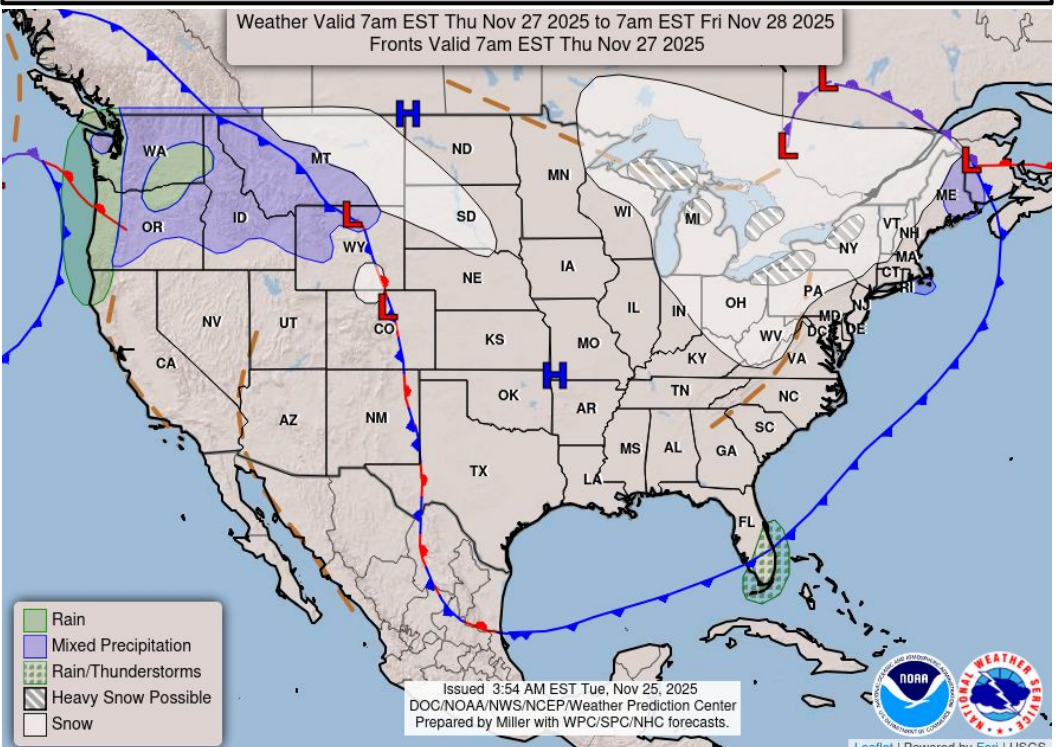 Weather Valid 7am EST Thu Nov 27 2025 to 7am EST Fri Nov 28 2025
Fronts Valid 7am EST Thu Nov 27 2025
L
H
L
WA
MT
ND
MN
L
OR
ID
SD
WI
MI
ME
L
WY
VT
NH
NY
MA
CT
RI
NE
IA
PA
L
CO
NV
UT
IL
IN
OH
NJ
MD
DC
DE
KS
MO
WV
VA
CA
KY
H
OK
AR
TN
NC
AZ
NM
SC
MS
AL
GA
TX
LA
FL
Rain
Mixed Precipitation
Rain/Thunderstorms
Heavy Snow Possible
Snow
Issued 3:54 AM EST Tue, Nov 25, 2025
DOC/NOAA/NWS/NCEP/Weather Prediction Center
Prepared by Miller with WPC/SPC/NHC forecasts.
NOAA
NATIONAL WEATHER SERVICE
Leaflet | Powered by Esri | USGS